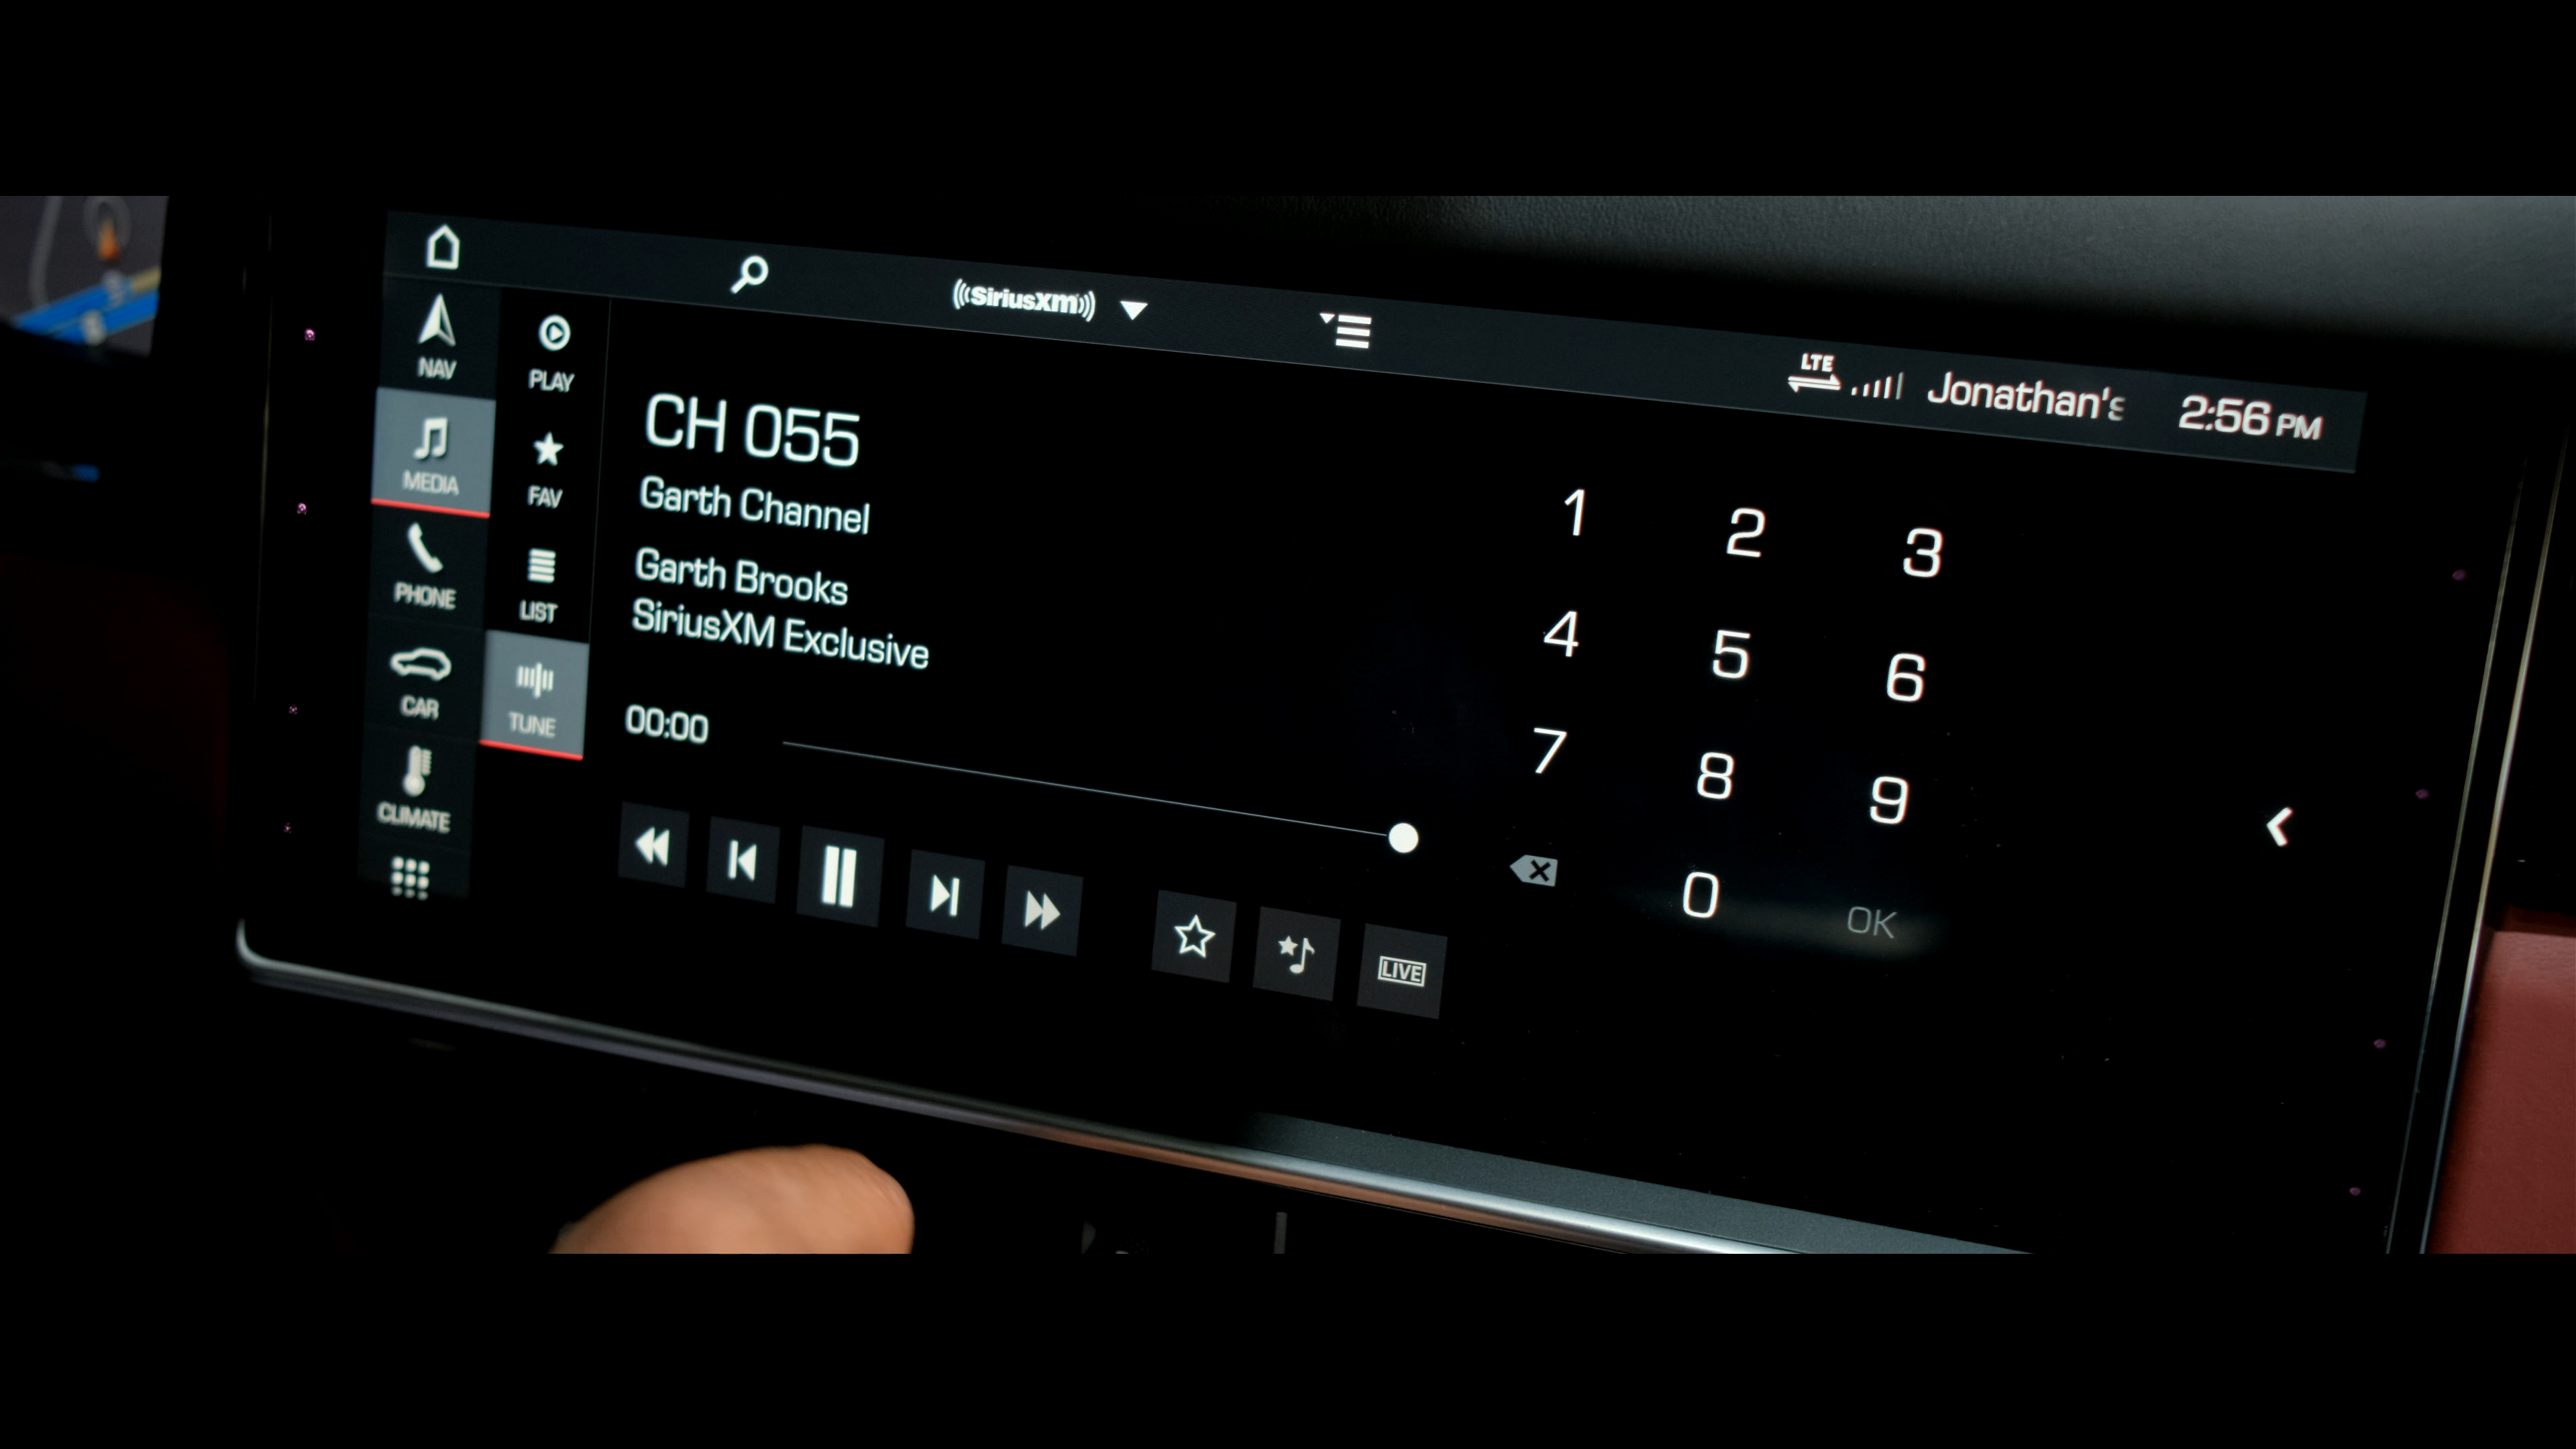 SiriusXM
LTE
Jonathan's
2:56 PM
NAV
MEDIA
PHONE
CAR
CLIMATE
PLAY
FAV
LIST
TUNE
CH 055
Garth Channel
Garth Brooks
SiriusXM Exclusive
00:00
LIVE
1 2 3
4 5 6
7 8 9
0 OK